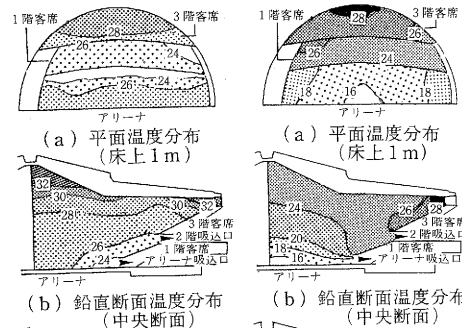 1階客席
3階客席
28
26
24
24
26
アリーナ
(a) 平面温度分布
(床上1m)
32
30
30
32
28
3階客席
2階吸込口
26
1階客席
24
アリーナ吸込口
アリーナ
(b) 鉛直断面温度分布
(中央断面)
1階客席
3階客席
28
26
26
24
18
16
18
アリーナ
(a) 平面温度分布
(床上1m)
24
26
28
3階客席
2階吸込口
20
1階客席
18
16
アリーナ吸込口
アリーナ
(b) 鉛直断面温度分布
(中央断面)